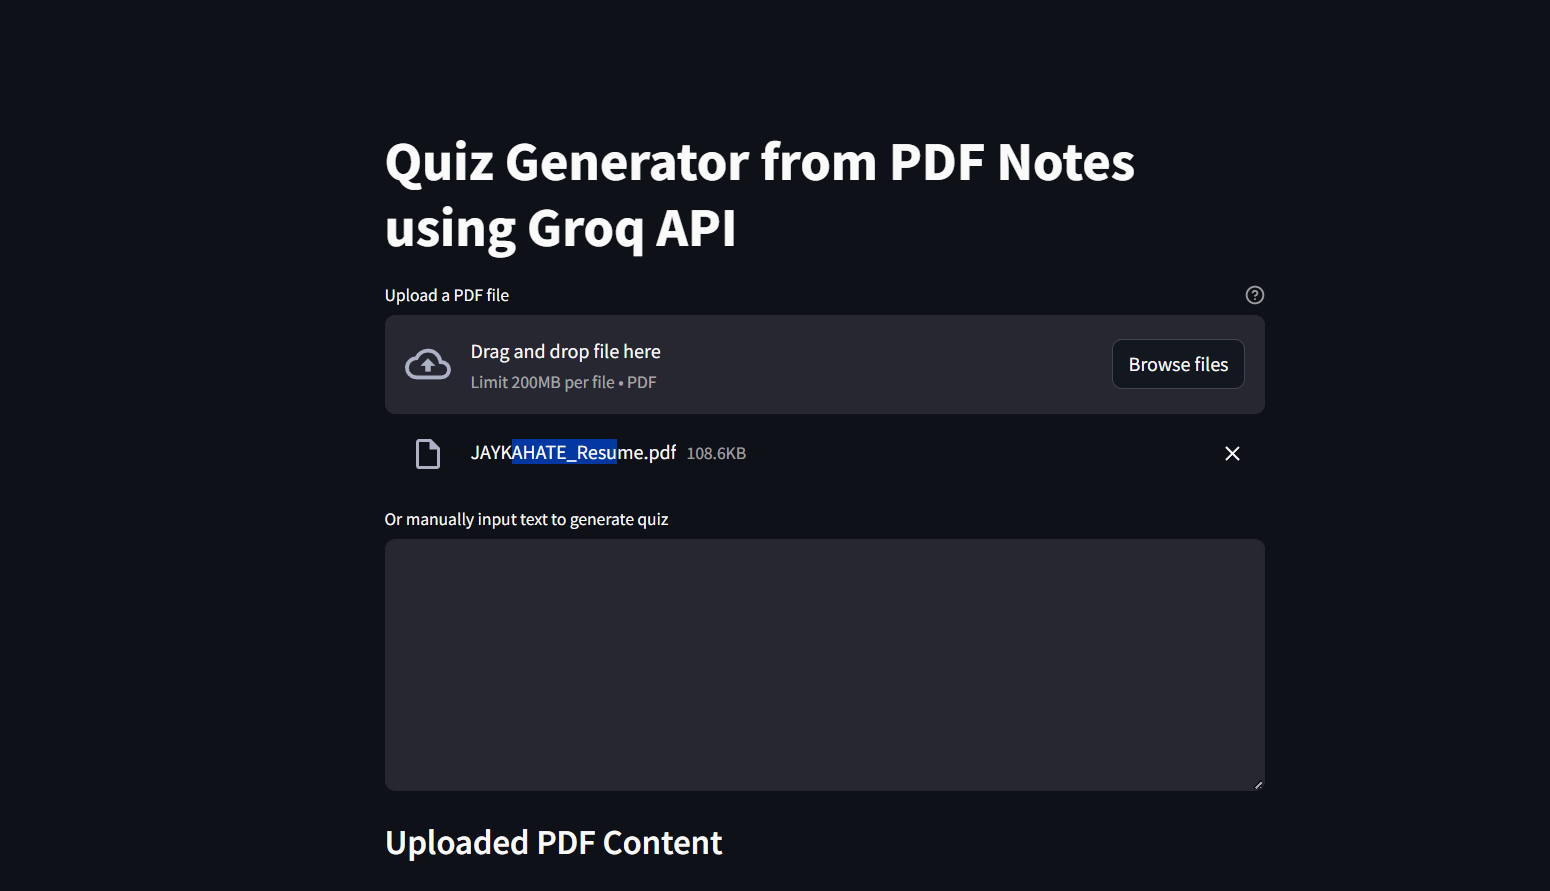 Quiz Generator from PDF Notes
using Groq API
Upload a PDF file
Drag and drop file here
Limit 200MB per file • PDF
Browse files
JAYKAHATE_Resume.pdf 108.6KB
Or manually input text to generate quiz
Uploaded PDF Content